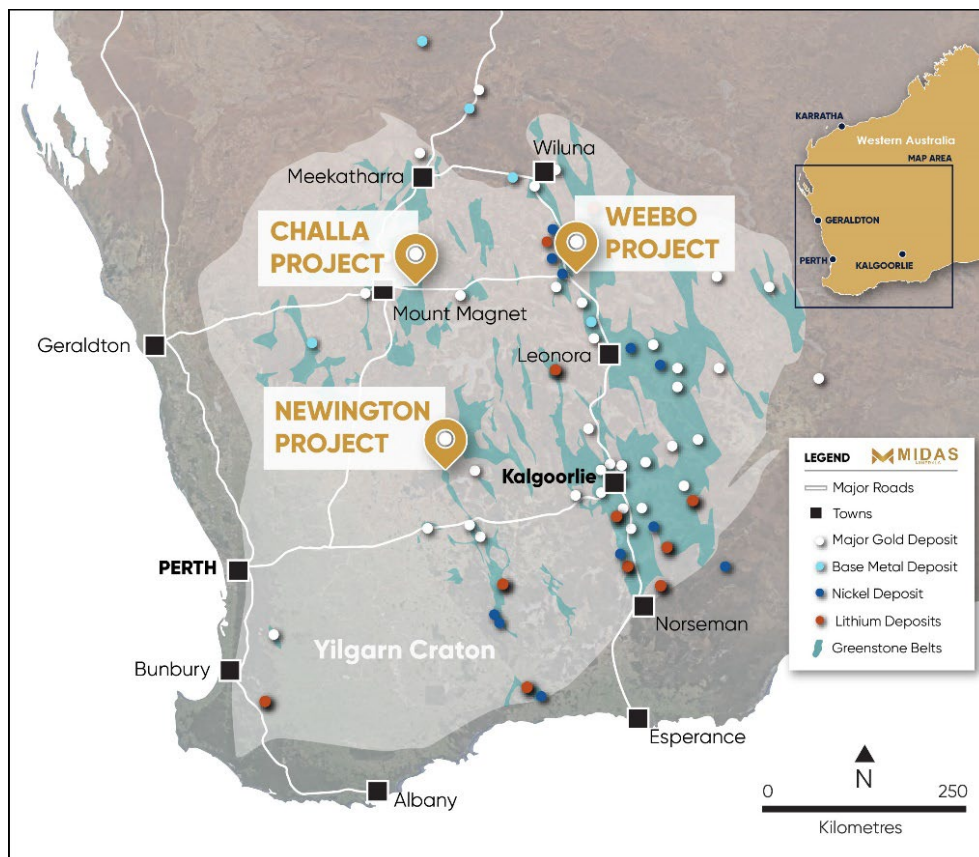 KARRATHA
Western Australia
MAP AREA
GERALDTON
PERTH
KALGOORLIE
Wiluna
Meekatharra
CHALLA
PROJECT
WEEBO
PROJECT
Mount Magnet
Geraldton
Leonora
NEWINGTON
PROJECT
Kalgoorlie
PERTH
Norseman
Yilgarn Craton
Bunbury
Esperance
Albany
LEGEND
MIDAS
Major Roads
Towns
Major Gold Deposit
Base Metal Deposit
Nickel Deposit
Lithium Deposits
Greenstone Belts
N
0 250
Kilometres